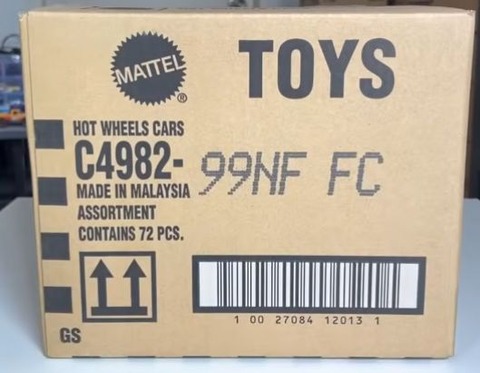 MATTEL
®
TOYS
HOT WHEELS CARS
C4982- 99NF FC
MADE IN MALAYSIA
ASSORTMENT
CONTAINS 72 PCS.
1 00 27084 12013 1
GS